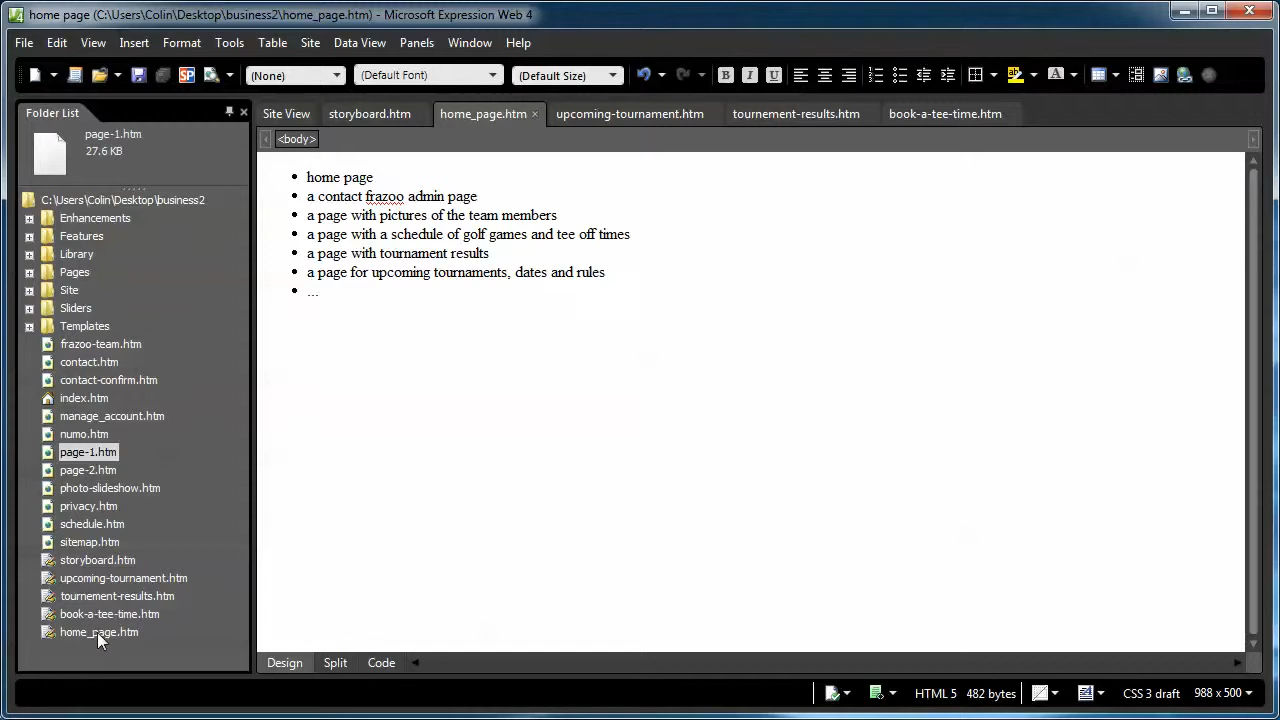 home page (C:\Users\Colin\Desktop\business2\home_page.htm) - Microsoft Expression Web 4
File Edit View Insert Format Tools Table Site Data View Panels Window Help
(None) (Default Font) (Default Size) B I U A
Folder List
Site View storyboard.htm home_page.htm upcoming-tournament.htm tournement-results.htm book-a-tee-time.htm
page-1.htm
27.6 KB
<body>
C:\Users\Colin\Desktop\business2
Enhancements
Features
Library
Pages
Site
Sliders
Templates
frazoo-team.htm
contact.htm
contact-confirm.htm
index.htm
manage_account.htm
numo.htm
page-1.htm
page-2.htm
photo-slideshow.htm
privacy.htm
schedule.htm
sitemap.htm
storyboard.htm
upcoming-tournament.htm
tournement-results.htm
book-a-tee-time.htm
home_page.htm
• home page
• a contact frazoo admin page
• a page with pictures of the team members
• a page with a schedule of golf games and tee off times
• a page with tournament results
• a page for upcoming tournaments, dates and rules
• ...
Design Split Code
HTML 5 482 bytes CSS 3 draft 988 x 500